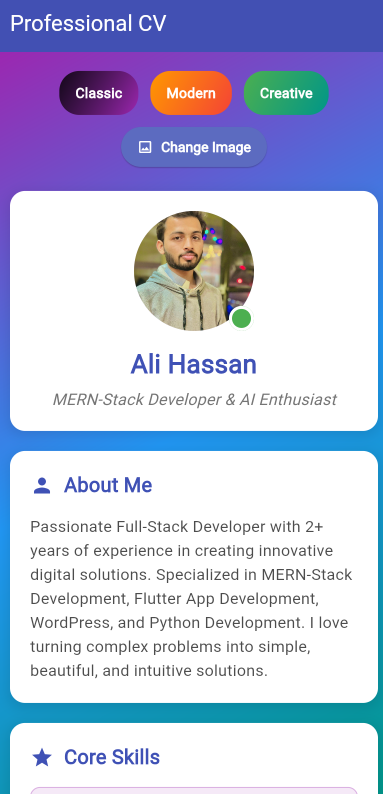 Professional CV
Classic
Modern
Creative
Change Image
Ali Hassan
MERN-Stack Developer & AI Enthusiast
About Me
Passionate Full-Stack Developer with 2+
years of experience in creating innovative
digital solutions. Specialized in MERN-Stack
Development, Flutter App Development,
WordPress, and Python Development. I love
turning complex problems into simple,
beautiful, and intuitive solutions.
Core Skills